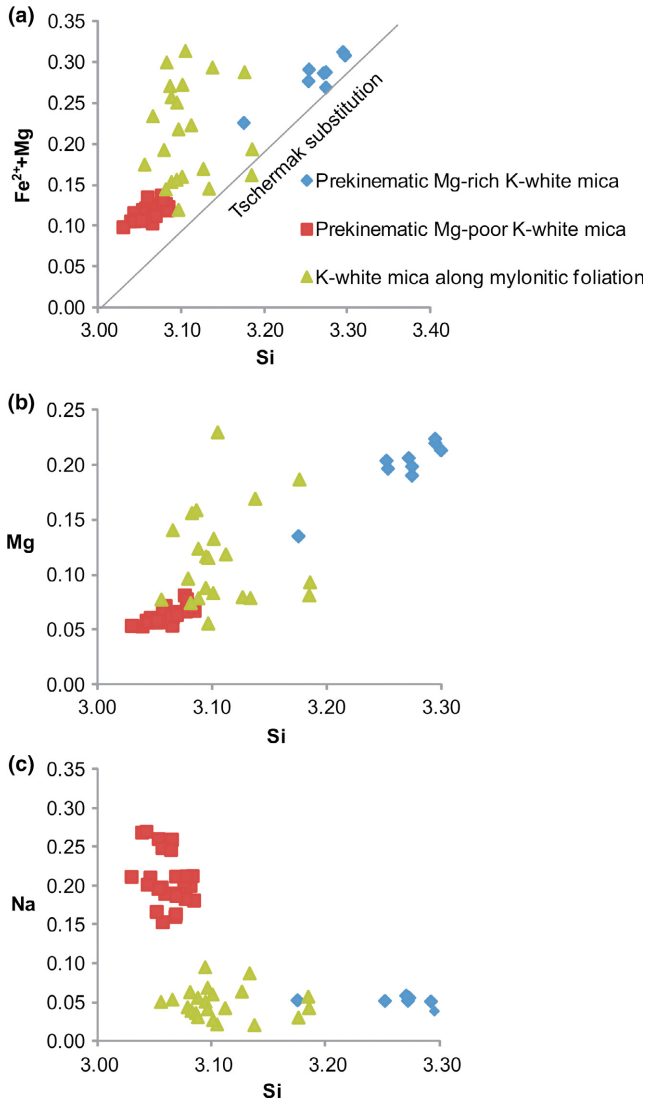 (a)
0.35
0.30
0.25
0.20
0.15
0.10
0.05
0.00
Fe2++Mg
Tschermak substitution
Prekinematic Mg-rich K-white mica
Prekinematic Mg-poor K-white mica
K-white mica along mylonitic foliation
3.00 3.10 3.20 3.30 3.40
Si
(b)
0.25
0.20
0.15
Mg
0.10
0.05
0.00
3.00 3.10 3.20 3.30
Si
(c)
0.35
0.30
0.25
0.20
Na
0.15
0.10
0.05
0.00
3.00 3.10 3.20 3.30
Si